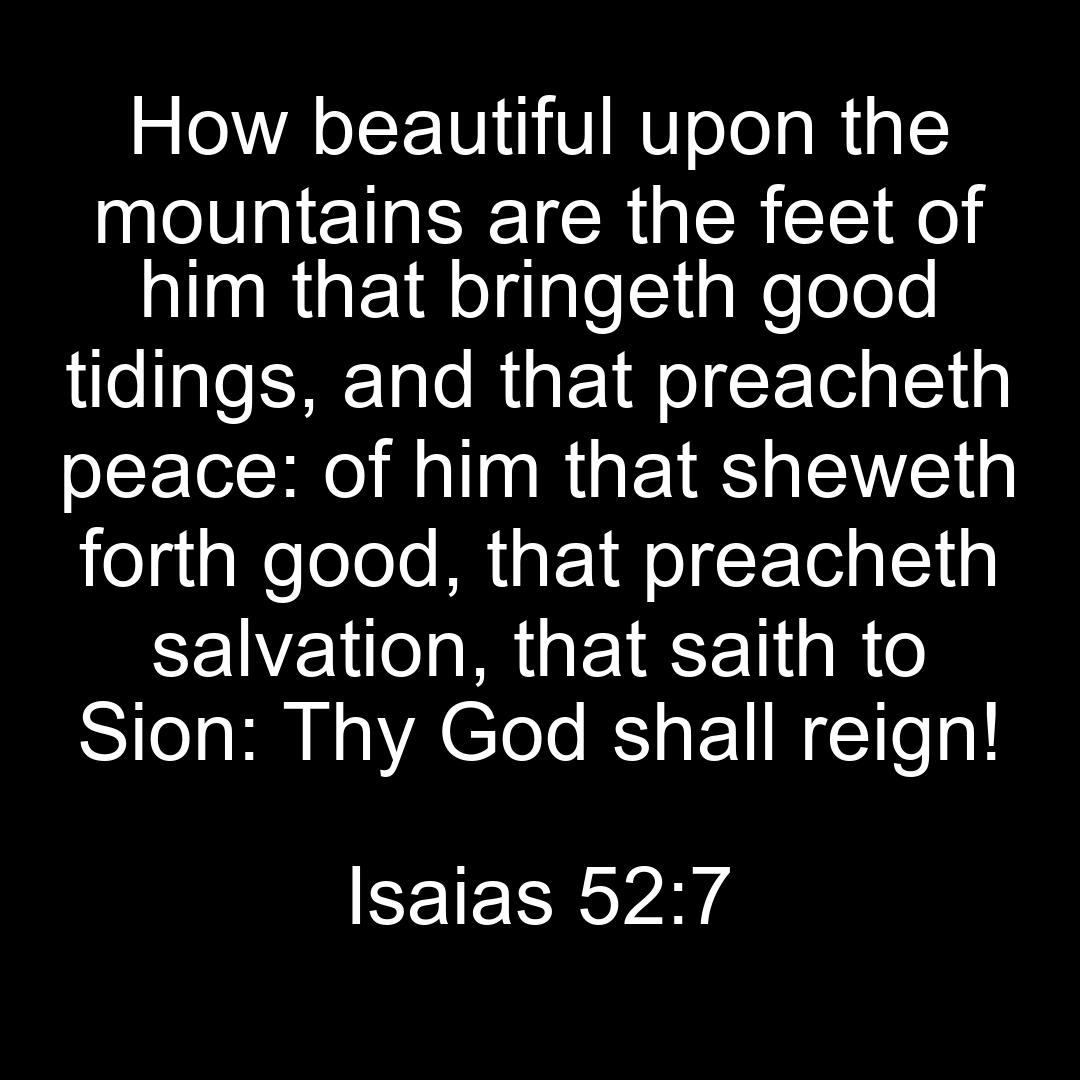 How beautiful upon the
mountains are the feet of
him that bringeth good
tidings, and that preacheth
peace: of him that sheweth
forth good, that preacheth
salvation, that saith to
Sion: Thy God shall reign!
Isaias 52:7